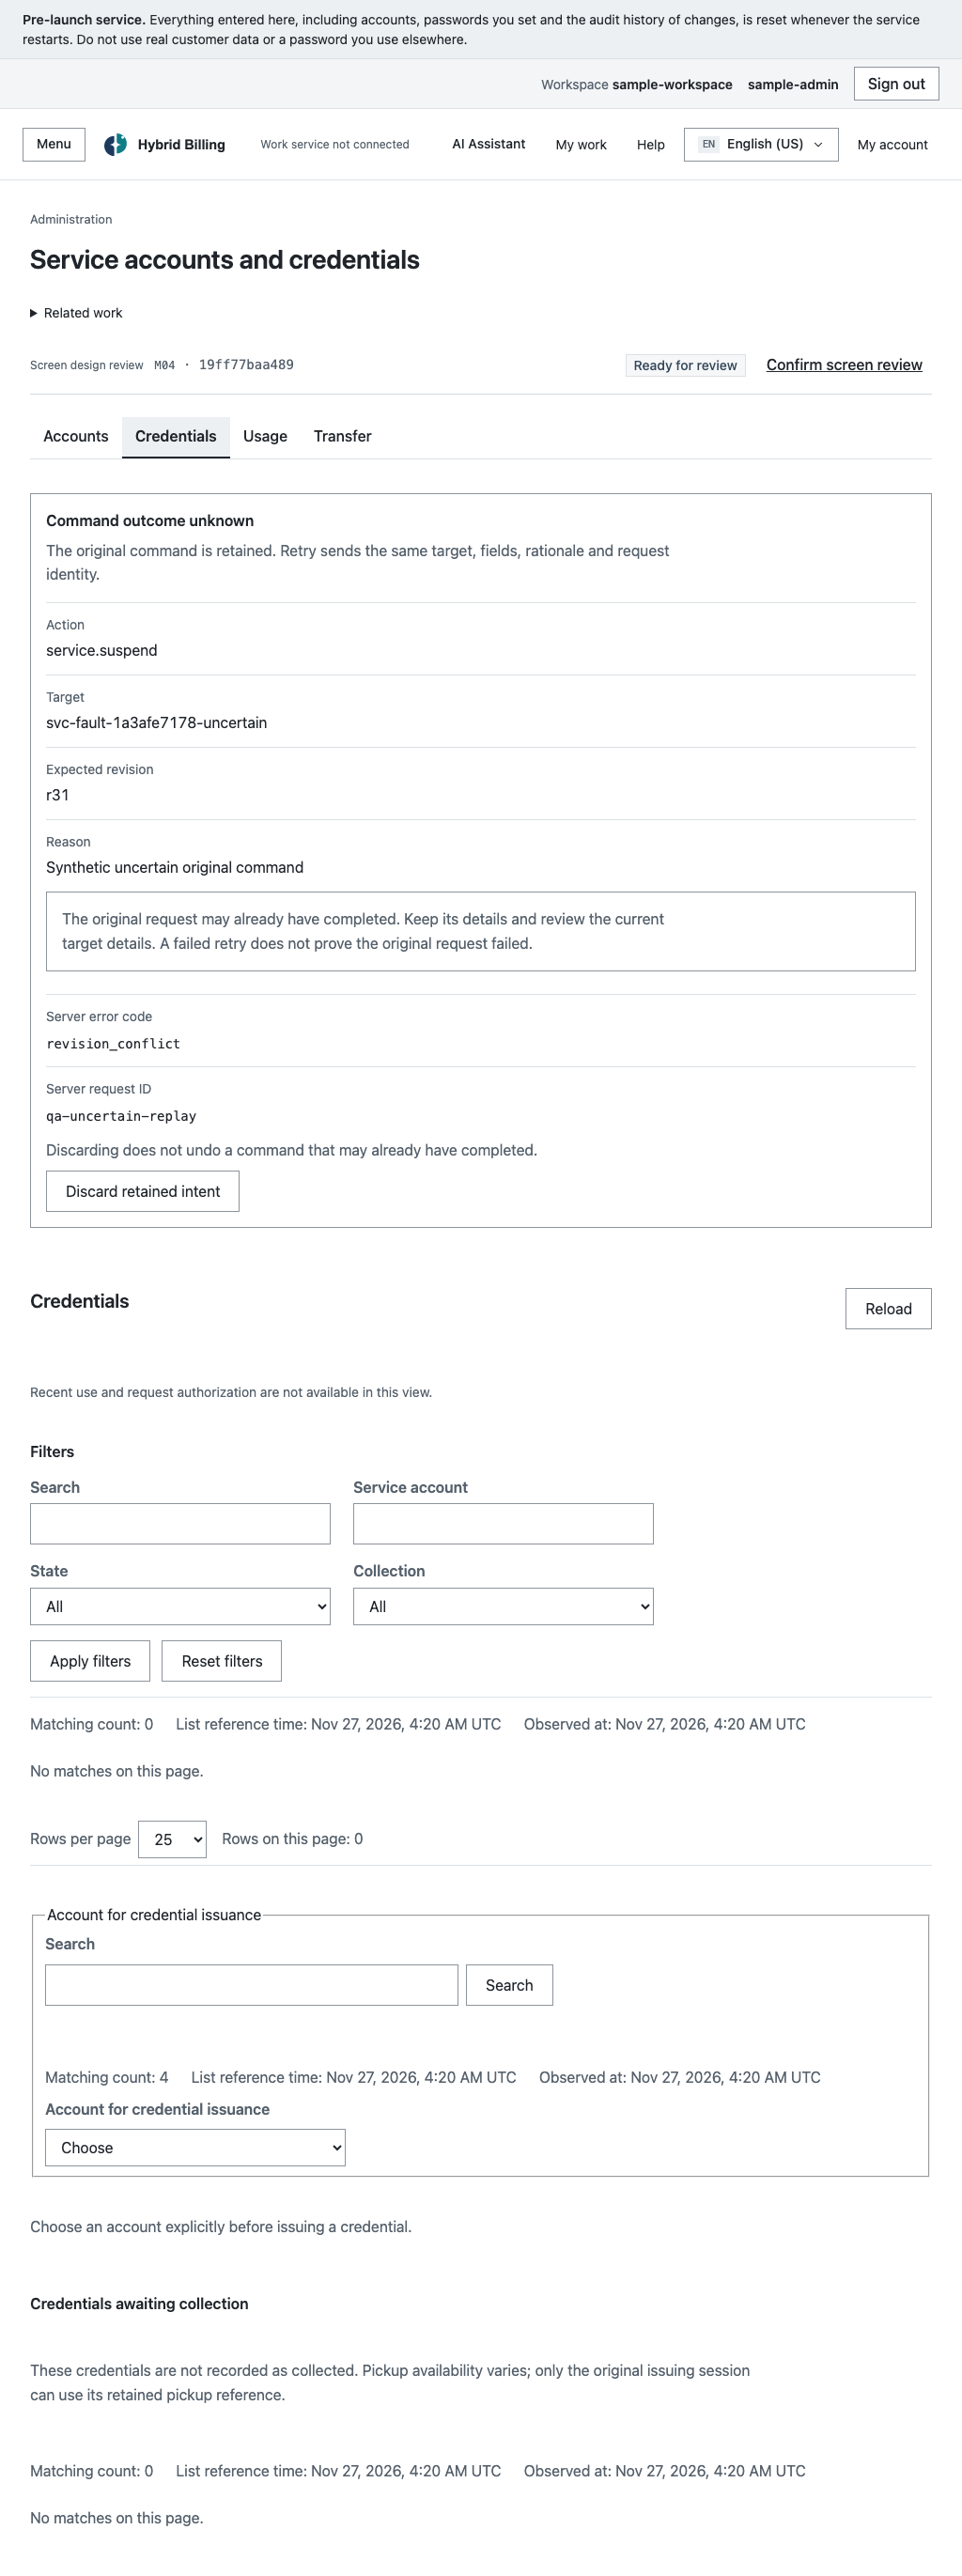 Pre-launch service. Everything entered here, including accounts, passwords you set and the audit history of changes, is reset whenever the service
restarts. Do not use real customer data or a password you use elsewhere.
Workspace sample-workspace sample-admin Sign out
Menu Hybrid Billing Work service not connected AI Assistant My work Help EN English (US) My account
Administration
Service accounts and credentials
Related work
Screen design review M04 · 19ff77baa489 Ready for review Confirm screen review
Accounts Credentials Usage Transfer
Command outcome unknown
The original command is retained. Retry sends the same target, fields, rationale and request
identity.
Action
service.suspend
Target
svc-fault-1a3afe7178-uncertain
Expected revision
r31
Reason
Synthetic uncertain original command
The original request may already have completed. Keep its details and review the current
target details. A failed retry does not prove the original request failed.
Server error code
revision_conflict
Server request ID
qa-uncertain-replay
Discarding does not undo a command that may already have completed.
Discard retained intent
Credentials Reload
Recent use and request authorization are not available in this view.
Filters
Search Service account
State Collection
All All
Apply filters Reset filters
Matching count: 0 List reference time: Nov 27, 2026, 4:20 AM UTC Observed at: Nov 27, 2026, 4:20 AM UTC
No matches on this page.
Rows per page 25 Rows on this page: 0
Account for credential issuance
Search
Search
Matching count: 4 List reference time: Nov 27, 2026, 4:20 AM UTC Observed at: Nov 27, 2026, 4:20 AM UTC
Account for credential issuance
Choose
Choose an account explicitly before issuing a credential.
Credentials awaiting collection
These credentials are not recorded as collected. Pickup availability varies; only the original issuing session
can use its retained pickup reference.
Matching count: 0 List reference time: Nov 27, 2026, 4:20 AM UTC Observed at: Nov 27, 2026, 4:20 AM UTC
No matches on this page.